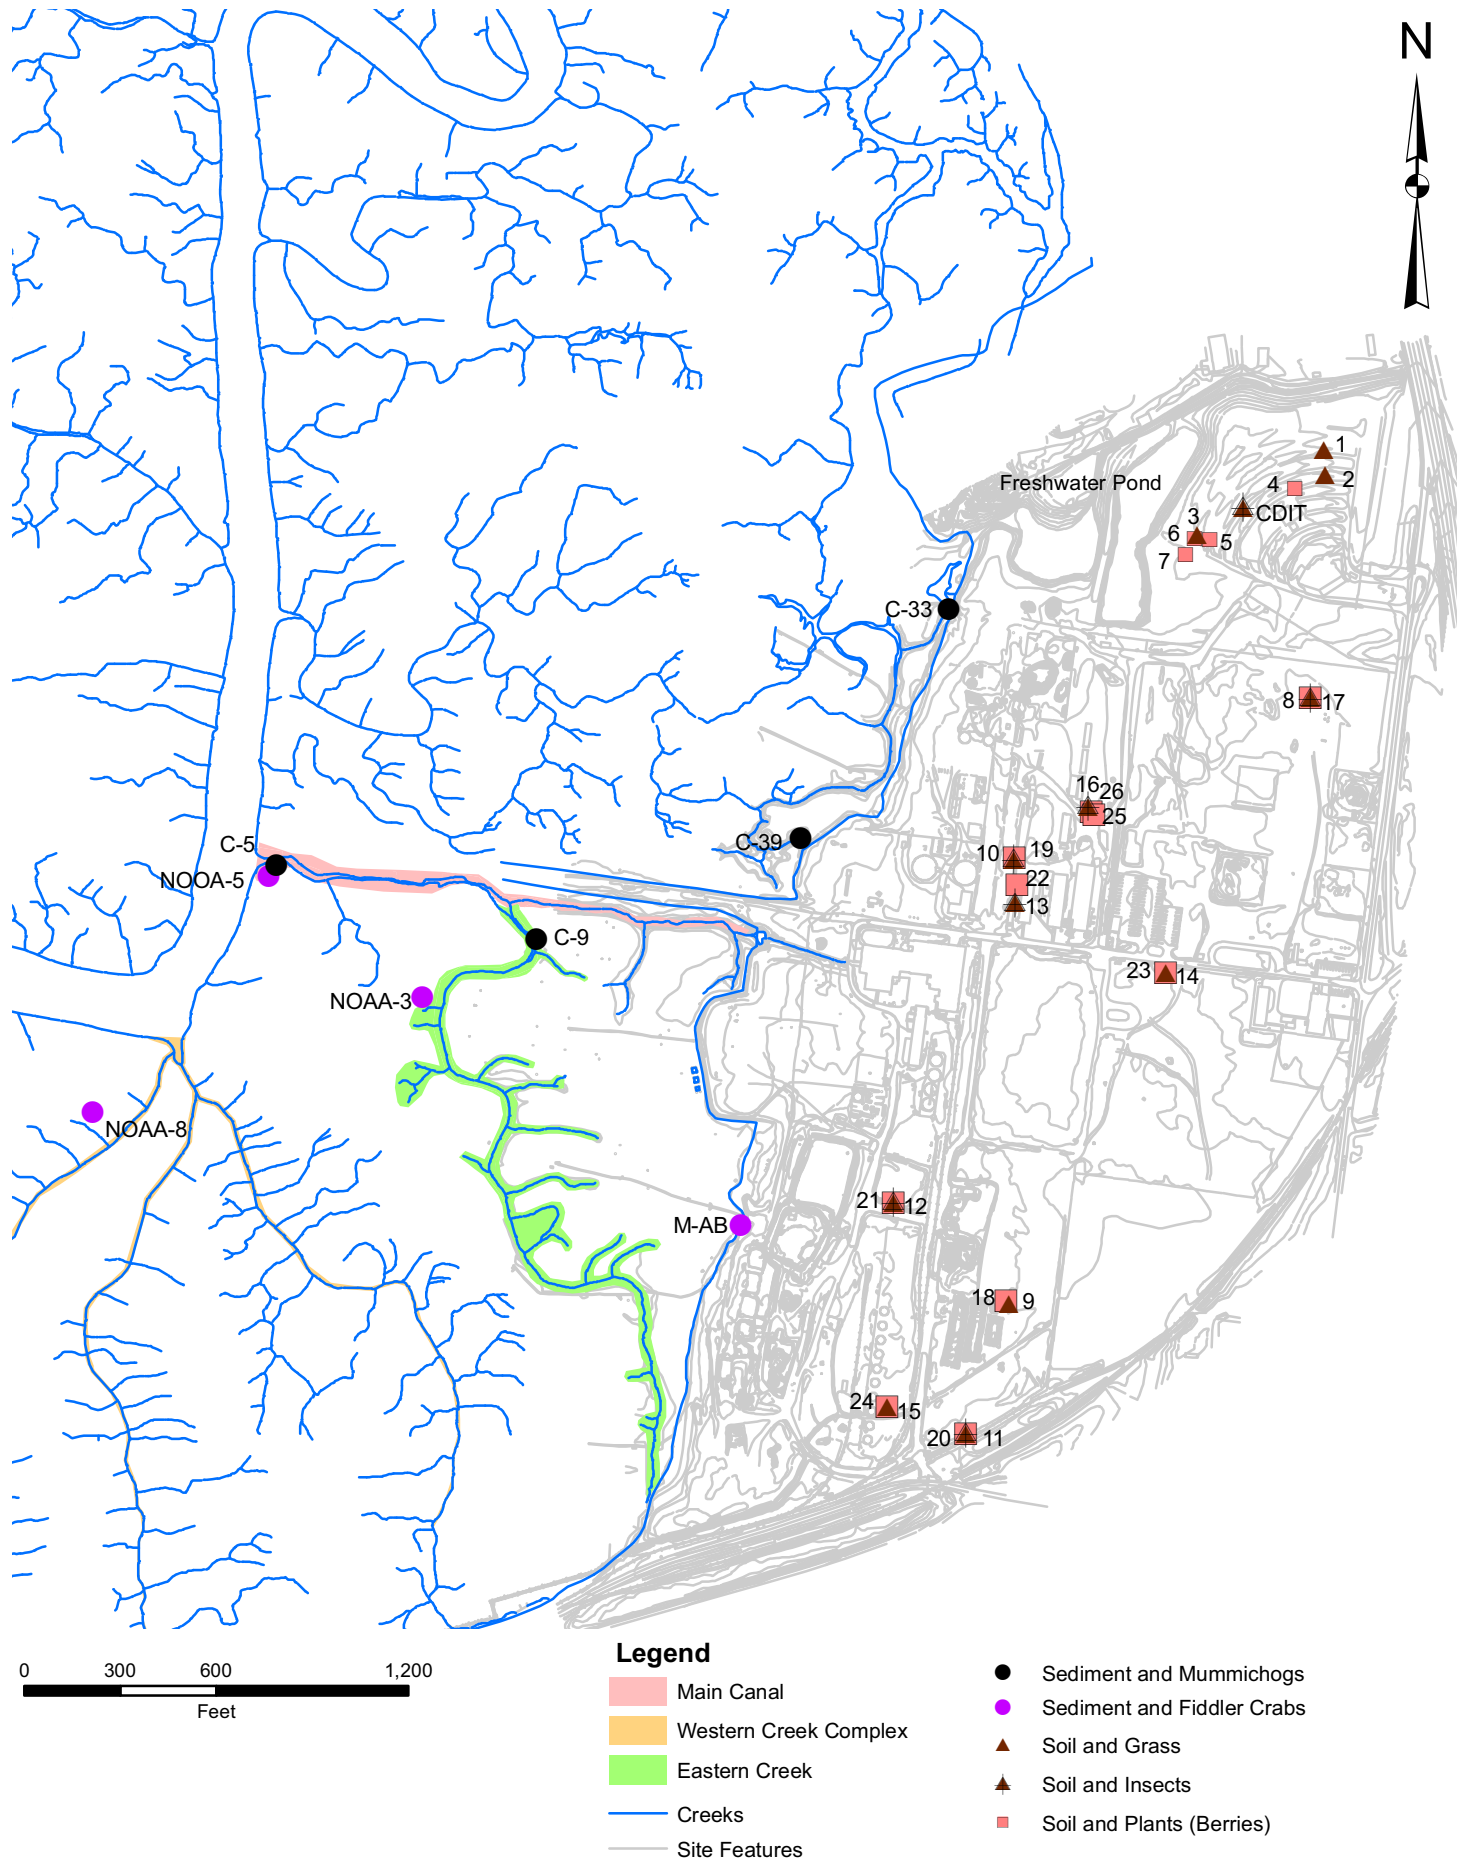 N
1
2
4
Freshwater Pond
CDIT
3
6
5
7
C-33
8
17
16
26
25
C-39
C-5
10
19
NOOA-5
22
13
C-9
23
14
NOAA-3
NOAA-8
21
12
M-AB
18
9
24
15
20
11
Legend
0 300 600 1,200
Feet
Main Canal
Western Creek Complex
Eastern Creek
Creeks
Site Features
Sediment and Mummichogs
Sediment and Fiddler Crabs
Soil and Grass
Soil and Insects
Soil and Plants (Berries)